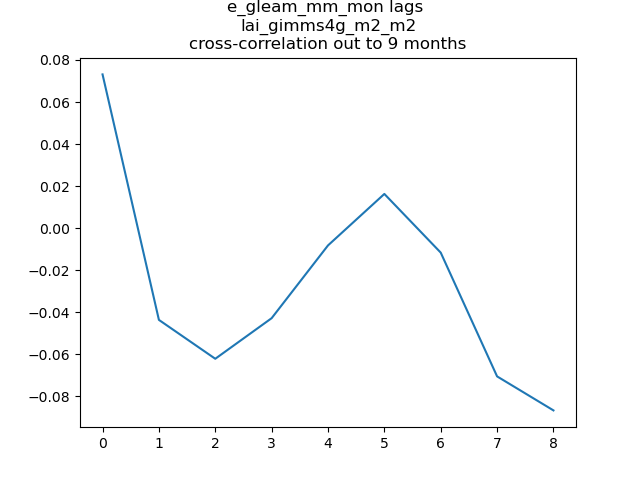 e_gleam_mm_mon lags
lai_gimms4g_m2_m2
cross-correlation out to 9 months
0.08
0.06
0.04
0.02
0.00
−0.02
−0.04
−0.06
−0.08
0 1 2 3 4 5 6 7 8